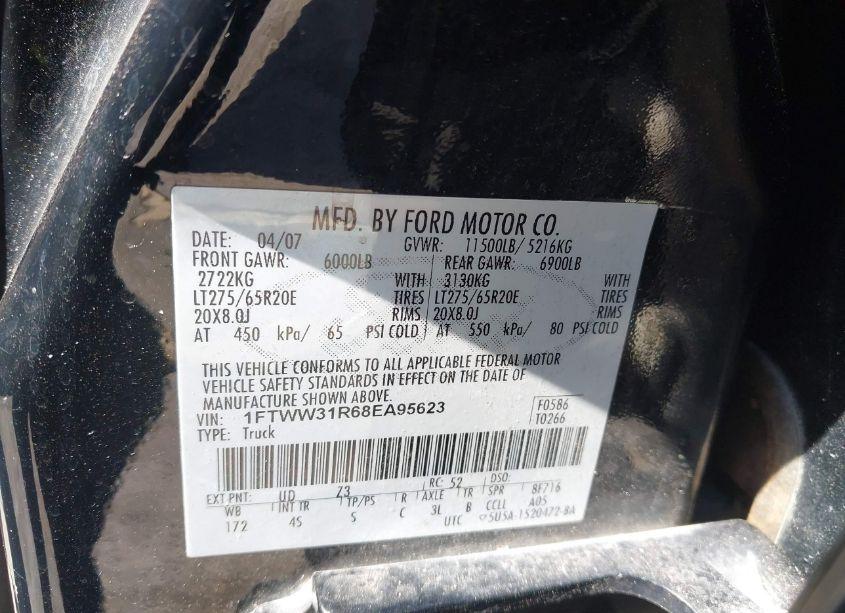 MFD. BY FORD MOTOR CO.
DATE: 04/07 GVWR: 11500LB/ 5216KG
FRONT GAWR: 6000LB REAR GAWR: 6900LB
2722KG WITH 3130KG WITH
LT275/65R20E TIRES LT275/65R20E TIRES
20X8.0J RIMS 20X8.0J RIMS
AT 450 kPa/ 65 PSI COLD AT 550 kPa/ 80 PSI COLD
THIS VEHICLE CONFORMS TO ALL APPLICABLE FEDERAL MOTOR
VEHICLE SAFETY STANDARDS IN EFFECT ON THE DATE OF
MANUFACTURE SHOWN ABOVE.
VIN: 1FTWW31R68EA95623 F0586
TYPE: Truck T0266
EXT PNT: UD Z3 RC: 52 DSO:
WB INT TR TP/PS R AXLE TR SPR 8F716
172 4S S C 3L B CCLL A05
UTC 5U5A-1520472-BA